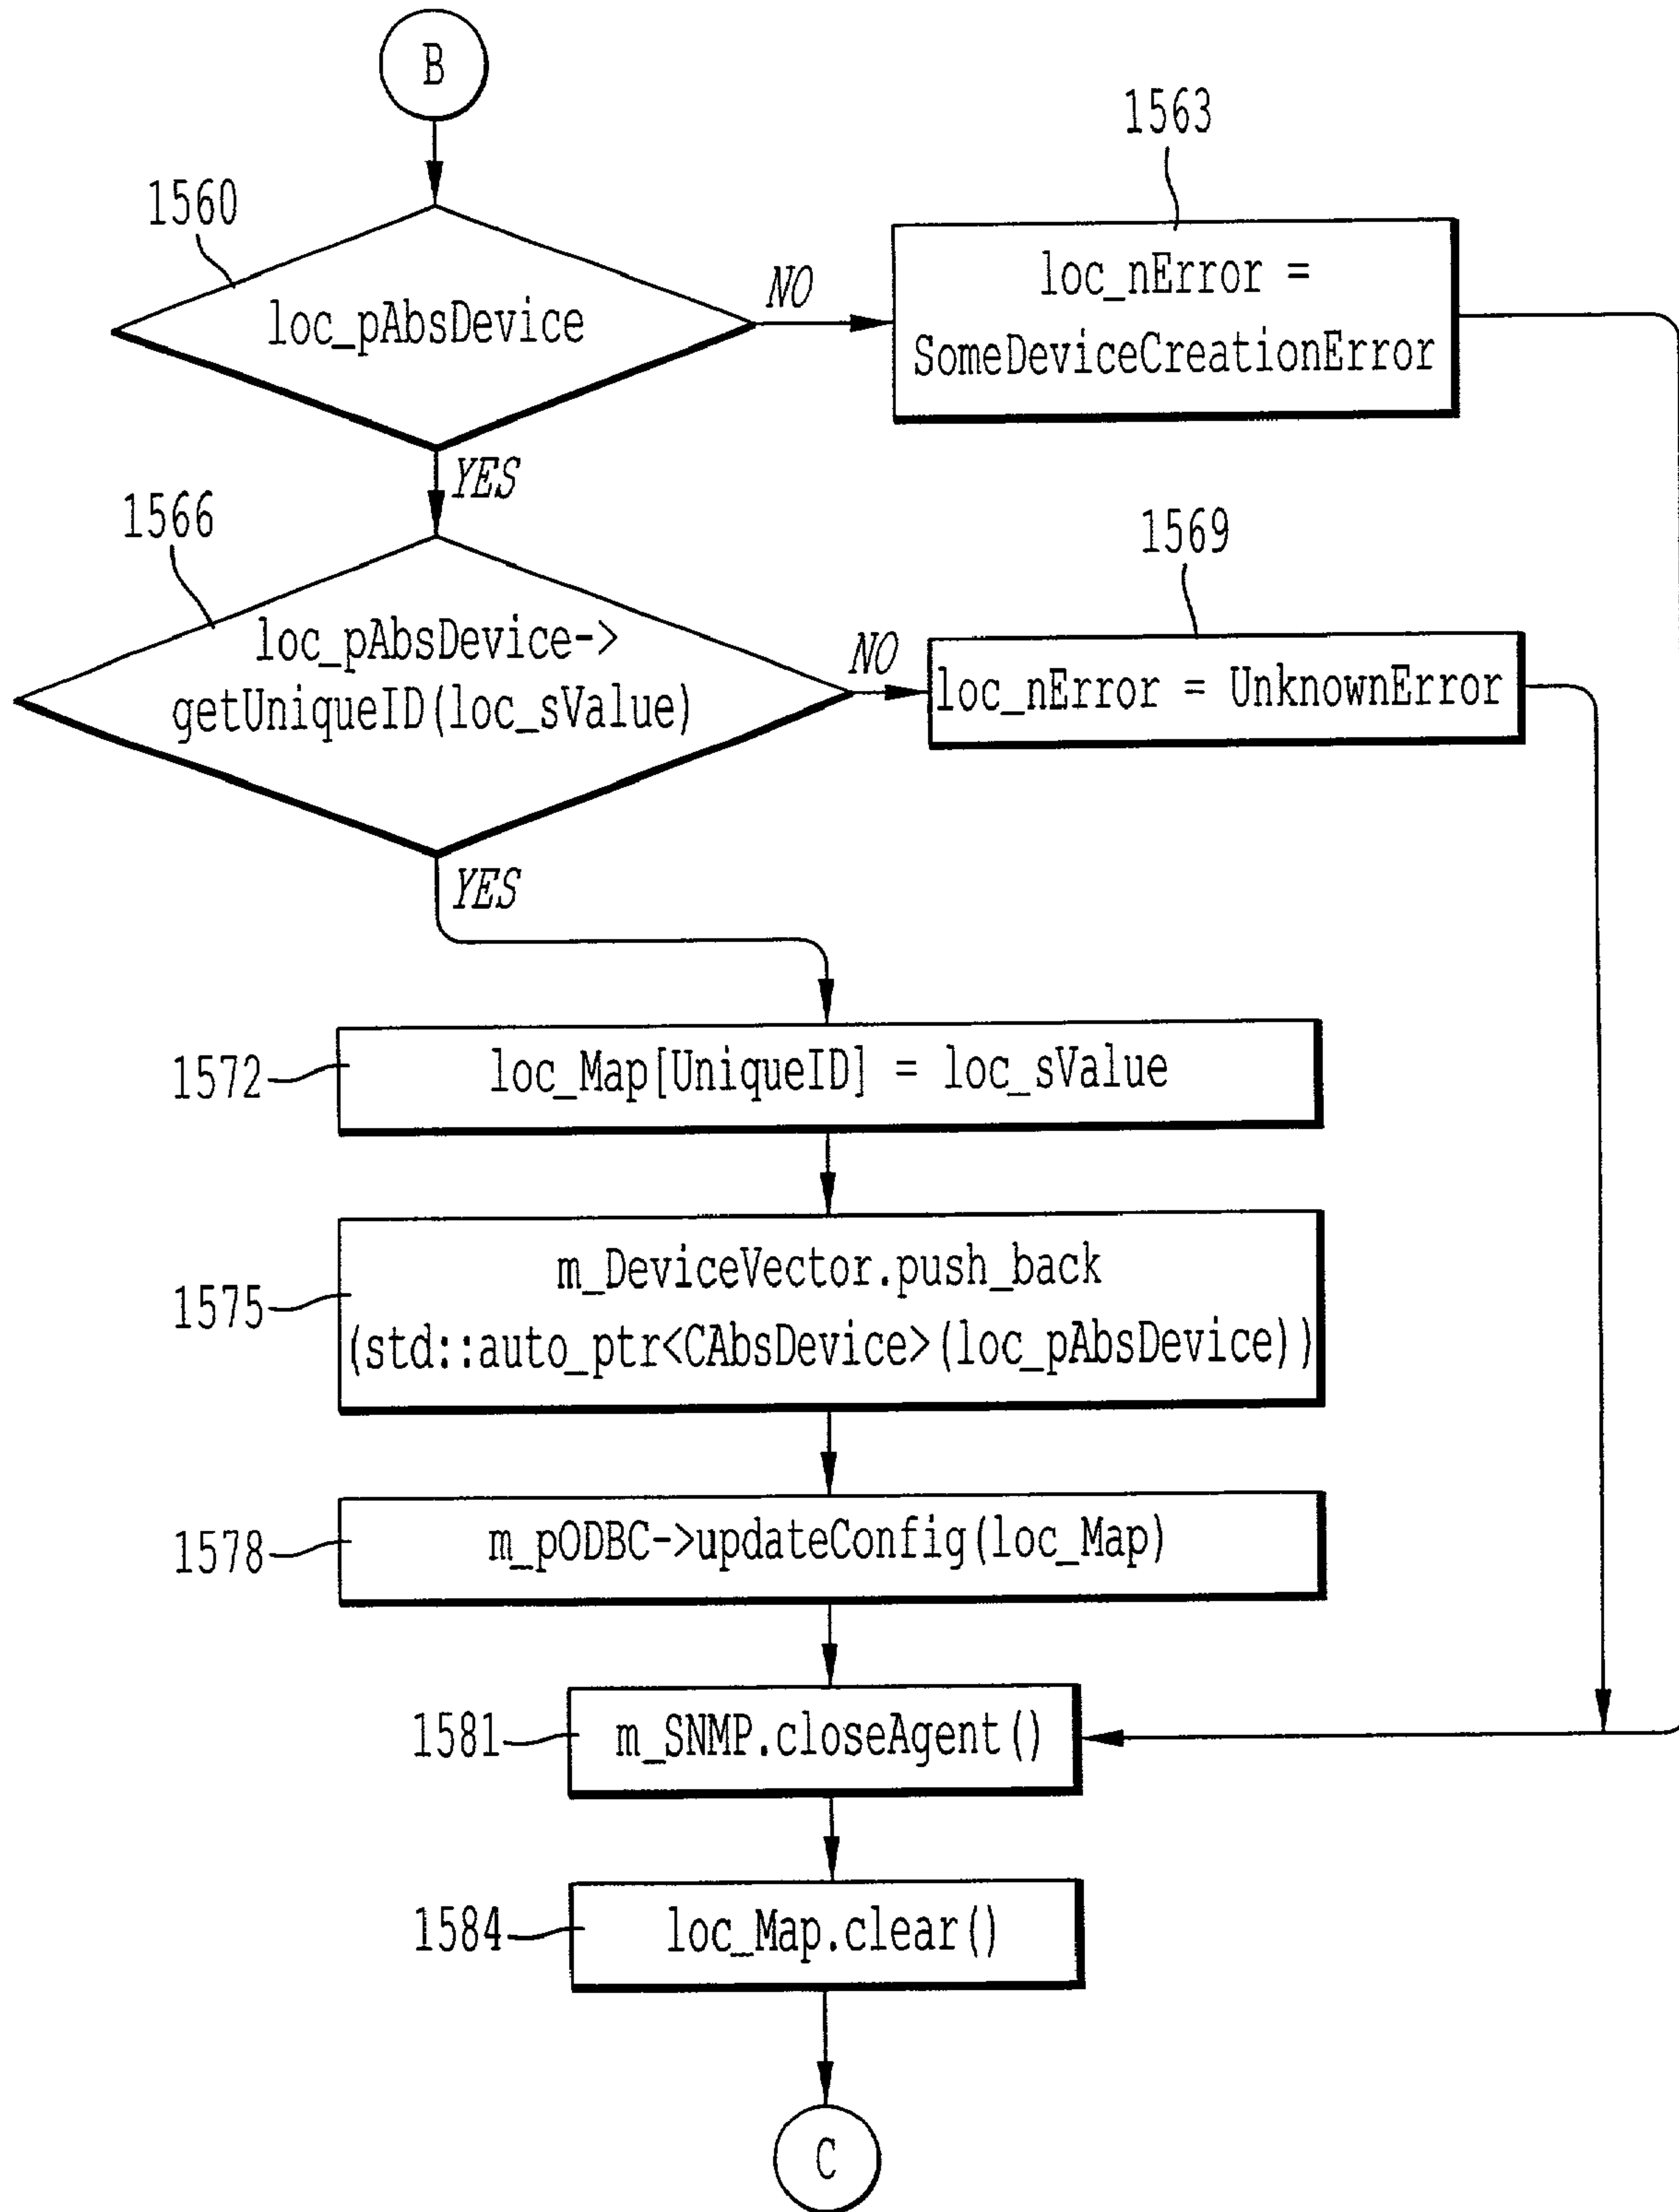 B
1563
1560
loc_nError =
SomeDeviceCreationError
NO
loc_pAbsDevice
YES
1566
1569
loc_pAbsDevice->
getUniqueID(loc_sValue)
NO
loc_nError = UnknownError
YES
1572
loc_Map[UniqueID] = loc_sValue
1575
m_DeviceVector.push_back
(std::auto_ptr<CAbsDevice>(loc_pAbsDevice))
1578
m_pODBC->updateConfig(loc_Map)
1581
m_SNMP.closeAgent()
1584
loc_Map.clear()
C